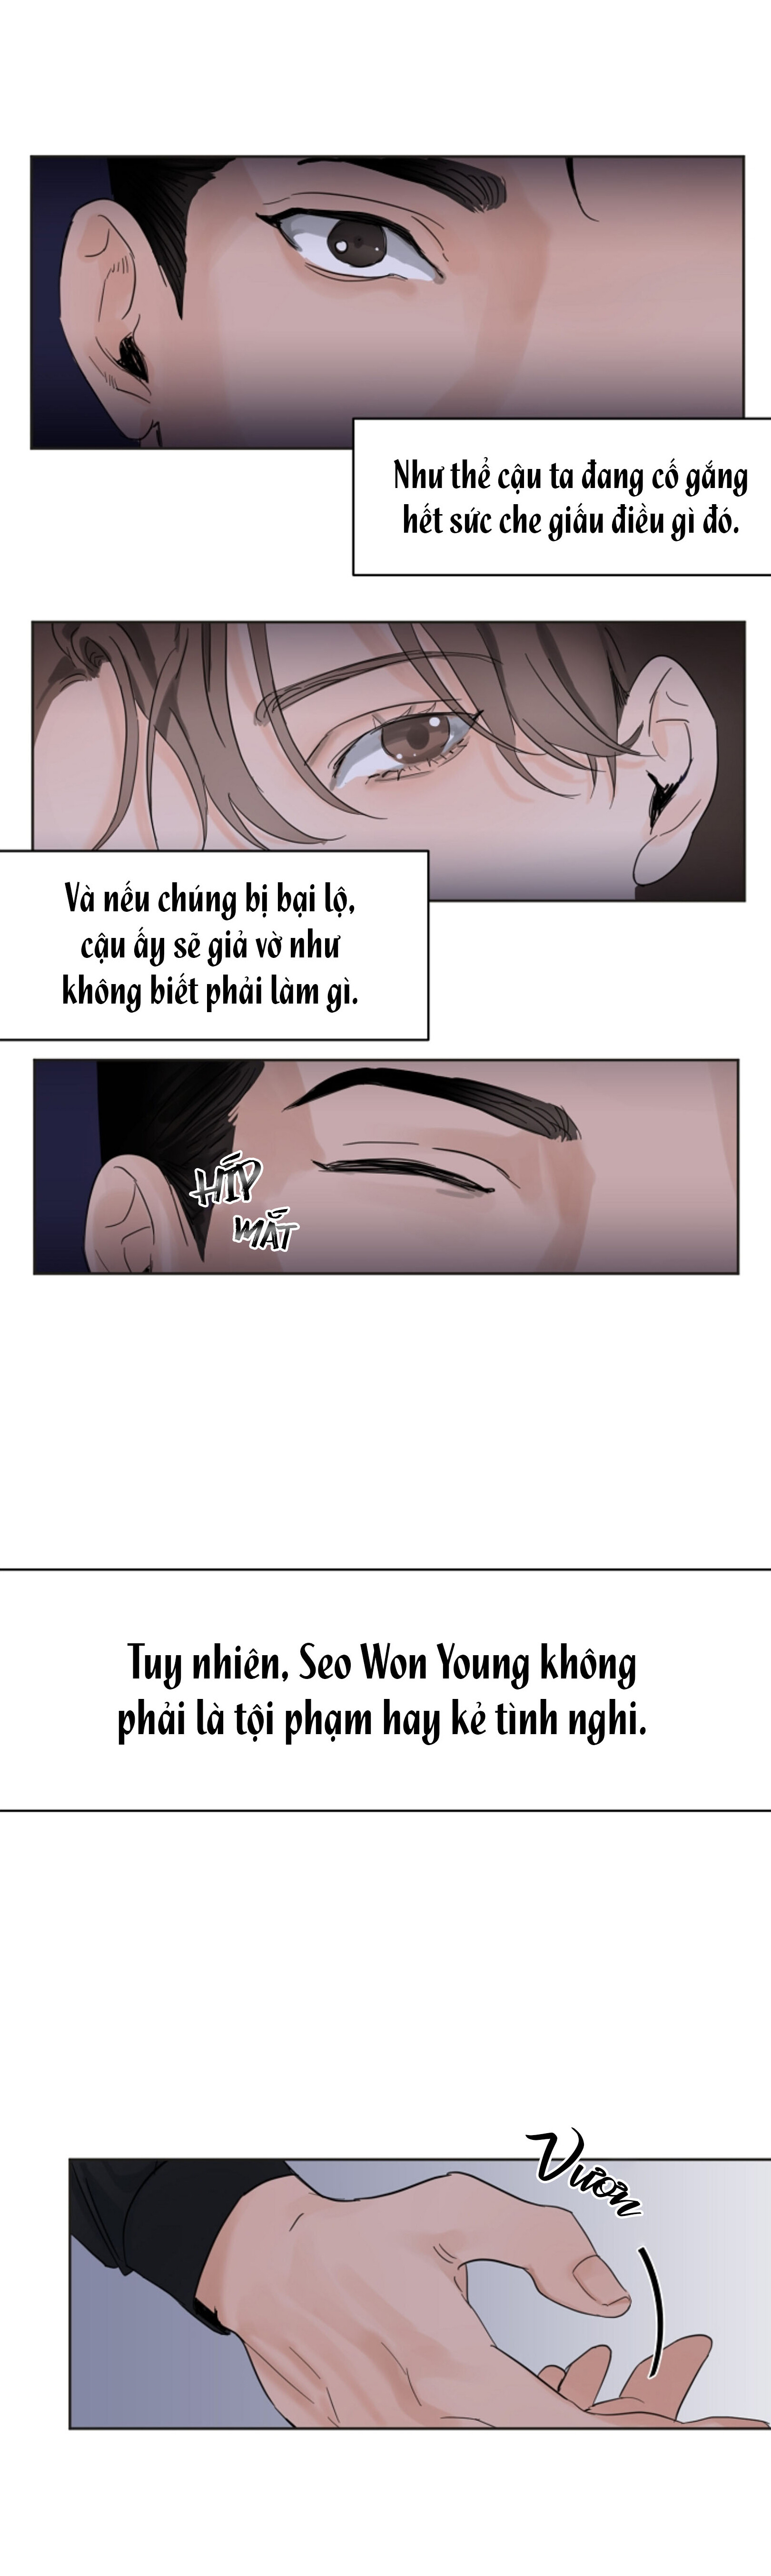 Như thể cậu ta đang cố gắng
hết sức che giấu điều gì đó.
Và nếu chúng bị bại lộ,
cậu ấy sẽ giả vờ như
không biết phải làm gì.
HÍP
MẮT
Tuy nhiên, Seo Won Young không
phải là tội phạm hay kẻ tình nghi.
Vươn